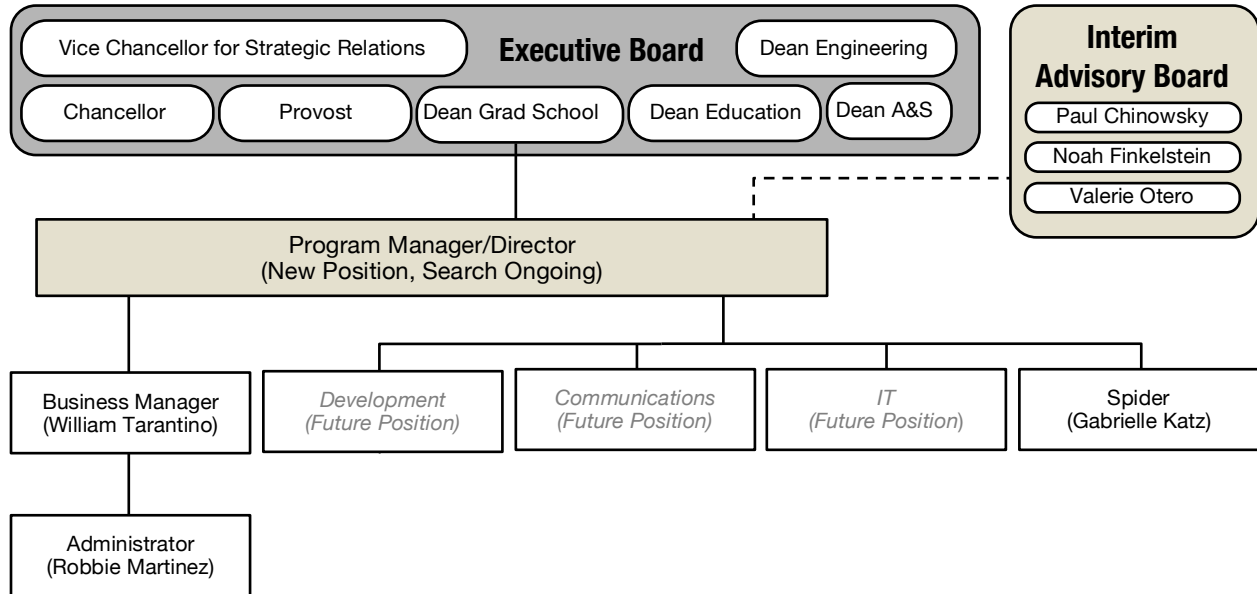 Vice Chancellor for Strategic Relations
Executive Board
Dean Engineering
Chancellor
Provost
Dean Grad School
Dean Education
Dean A&S
Interim
Advisory Board
Paul Chinowsky
Noah Finkelstein
Valerie Otero
Program Manager/Director
(New Position, Search Ongoing)
Business Manager
(William Tarantino)
Development
(Future Position)
Communications
(Future Position)
IT
(Future Position)
Spider
(Gabrielle Katz)
Administrator
(Robbie Martinez)